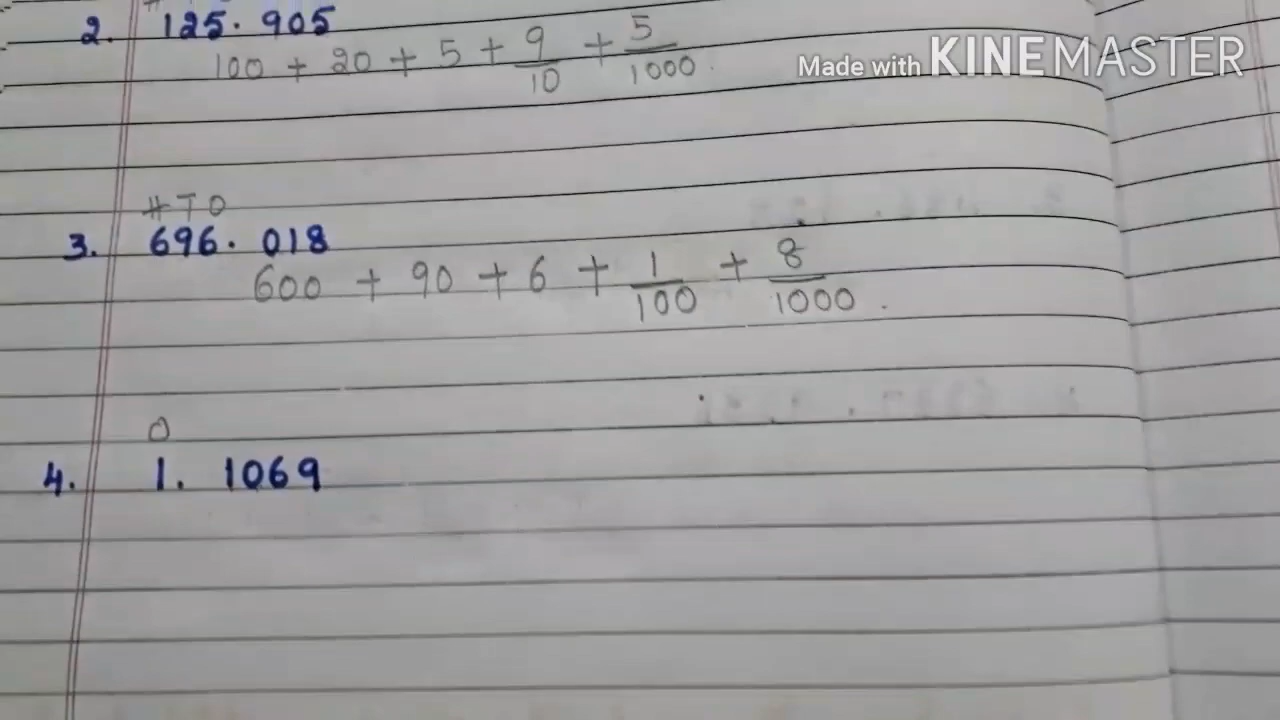 2. 125. 905
100 + 20 + 5 + 9/10 + 5/1000.
Made with KINEMASTER
H T O
3. 696. 018
600 + 90 + 6 + 1/100 + 8/1000.
O
4. 1. 1069